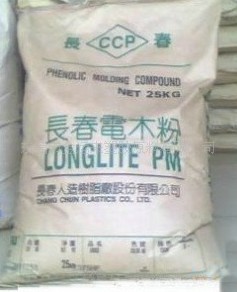 長 CCP 春
PHENOLIC MOLDING COMPOUND
NET 25KG
長春電木粉
LONGLITE PM
長春人造樹脂廠股份有限公司
CHANG CHUN PLASTICS CO., LTD.